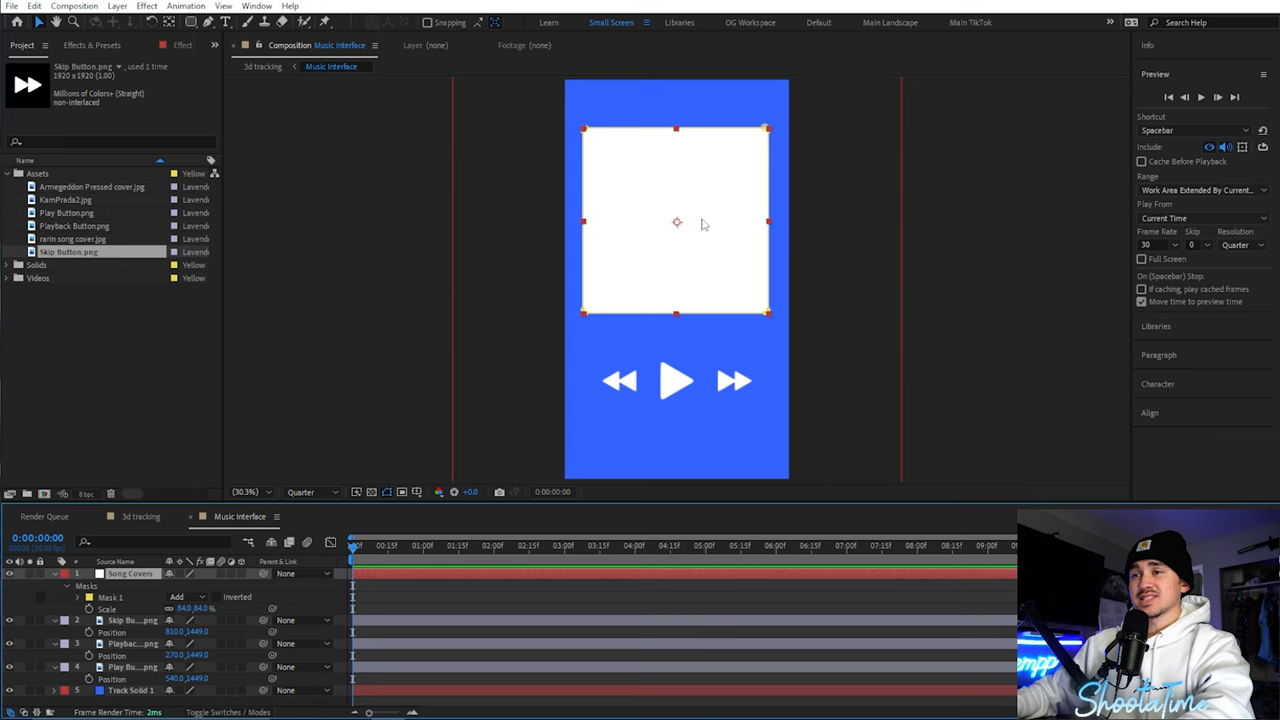 File Edit Composition Layer Effect Animation View Window Help
Snapping Learn Small Screen Libraries OG Workspace Default Main Landscape Main TikTok Search Help
Project Effects & Presets Effect Composition Music Interface Layer (none) Footage (none) Info
3d tracking Music Interface
Skip Button.png , used 1 time
1920 x 1920 (1.00)
Millions of Colors+ (Straight)
non-interlaced
Name
Assets Yellow
Armegeddon Pressed cover.jpg Lavend
KamPrada2.jpg Lavend
Play Button.png Lavend
Playback Button.png Lavend
rarin song cover.jpg Lavend
Skip Button.png Lavend
Solids Yellow
Videos Yellow
8 bpc
(30.3%) Quarter +0.0 0:00:00:00
Preview
Shortcut
Spacebar
Include:
Cache Before Playback
Range
Work Area Extended By Current...
Play From
Current Time
Frame Rate Skip Resolution
30 0 Quarter
Full Screen
On (Spacebar) Stop:
If caching, play cached frames
Move time to preview time
Libraries
Paragraph
Character
Align
Render Queue 3d tracking Music Interface
0:00:00:00
00000 (30.00 fps)
:00f 00:15f 01:00f 01:15f 02:00f 02:15f 03:00f 03:15f 04:00f 04:15f 05:00f 05:15f 06:00f 06:15f 07:00f 07:15f 08:00f 08:15f 09:0
# Source Name Parent & Link
1 Song Covers None
Masks
Mask 1 Add Inverted
Scale 84.0,84.0%
2 Skip Bu....png None
Position 810.0,1449.0
3 Playbac....png None
Position 270.0,1449.0
4 Play Bu....png None
Position 540.0,1449.0
5 Track Solid 1 None
Frame Render Time 2ms Toggle Switches / Modes
ShootaTime